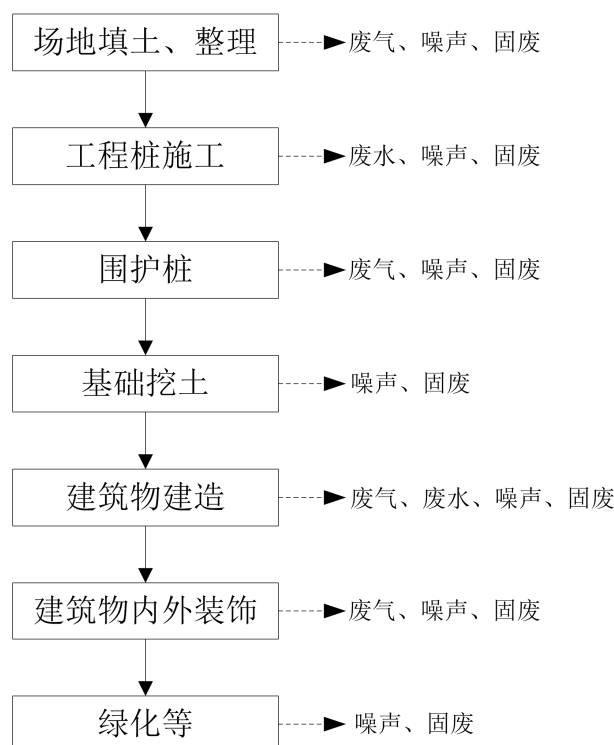 场地填土、整理 废气、噪声、固废
工程桩施工 废水、噪声、固废
围护桩 废气、噪声、固废
基础挖土 噪声、固废
建筑物建造 废气、废水、噪声、固废
建筑物内外装饰 废气、噪声、固废
绿化等 噪声、固废